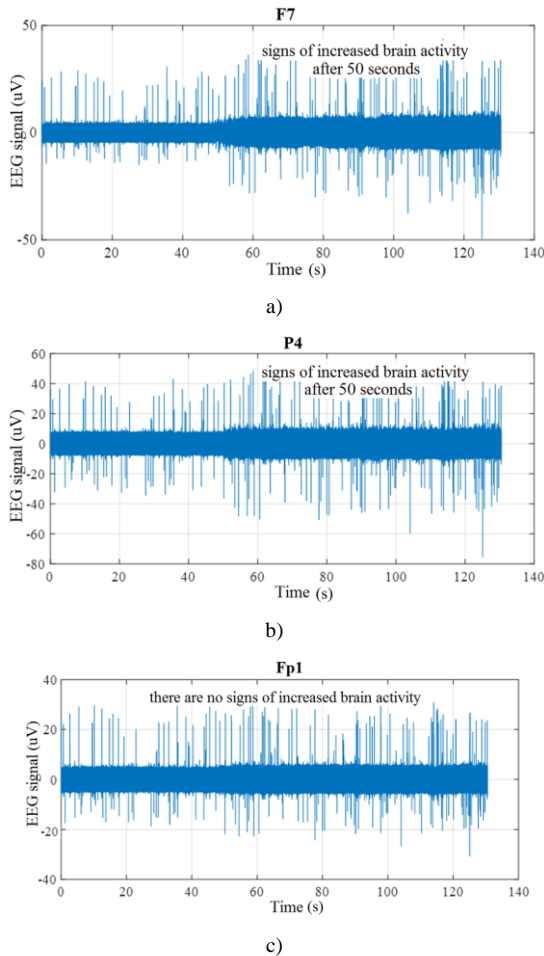 F7
50
signs of increased brain activity
after 50 seconds
EEG signal (uV)
0
-50
0 20 40 60 80 100 120 140
Time (s)
a)
P4
60
signs of increased brain activity
after 50 seconds
40
20
EEG signal (uV)
0
-20
-40
-60
-80
0 20 40 60 80 100 120 140
Time (s)
b)
Fp1
40
there are no signs of increased brain activity
20
EEG signal (uV)
0
-20
-40
0 20 40 60 80 100 120 140
Time (s)
c)